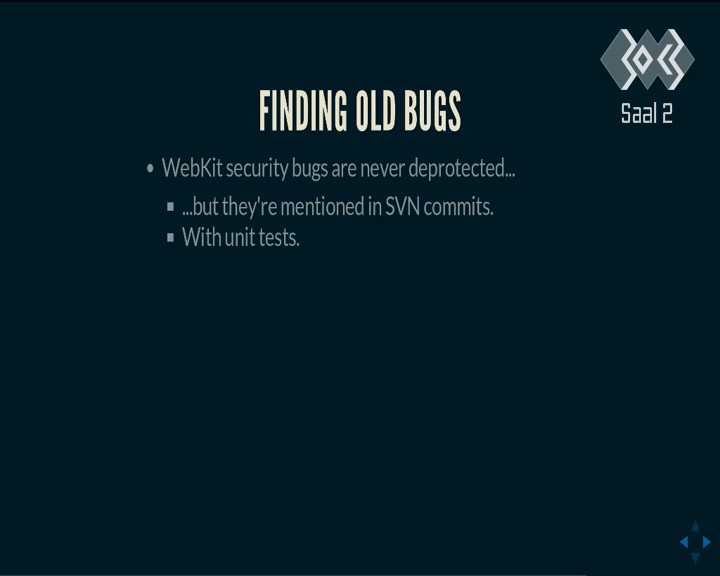 Saal 2
FINDING OLD BUGS
• WebKit security bugs are never deprotected...
▪ ...but they're mentioned in SVN commits.
▪ With unit tests.